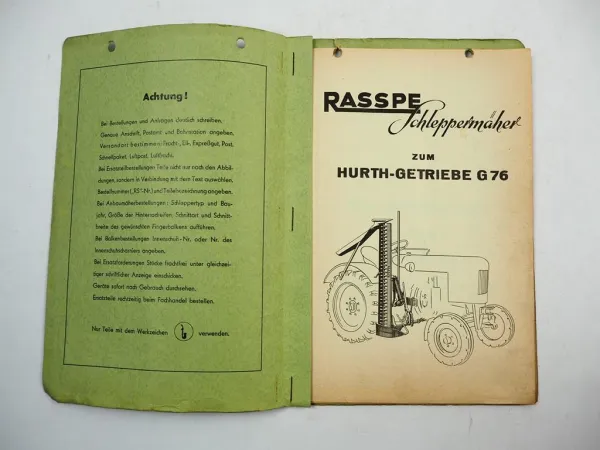 Achtung!
Bei Bestellungen und Anfragen deutlich schreiben.
Genaue Anschrift, Postamt und Bahnstation angeben.
Versandart bestimmen: Fracht-, Eil-, Expreßgut, Post,
Schnellpaket, Luftpost, Luftfracht.
Bei Ersatzteilbestellungen Teile nicht nur nach den Abbil-
dungen, sondern in Verbindung mit dem Text auswählen.
Bestellnummer („RS"-Nr.) und Teilebezeichnung angeben.
Bei Anbaumäherbestellungen: Schleppertyp und Bau-
jahr, Größe der Hinterradreifen, Schnittart und Schnitt-
breite des gewünschten Fingerbalkens aufführen.
Bei Balkenbestellungen Innenschuh-Nr. oder Nr. des
Innenschuhscharniers angeben.
Bei Ersatzforderungen Stücke frachtfrei unter gleichzei-
tiger schriftlicher Anzeige einschicken.
Geräte sofort nach Gebrauch durchsehen.
Ersatzteile rechtzeitig beim Fachhandel bestellen.
Nur Teile mit dem Werkzeichen verwenden.
RASSPE
Schleppermäher
ZUM
HURTH-GETRIEBE G 76